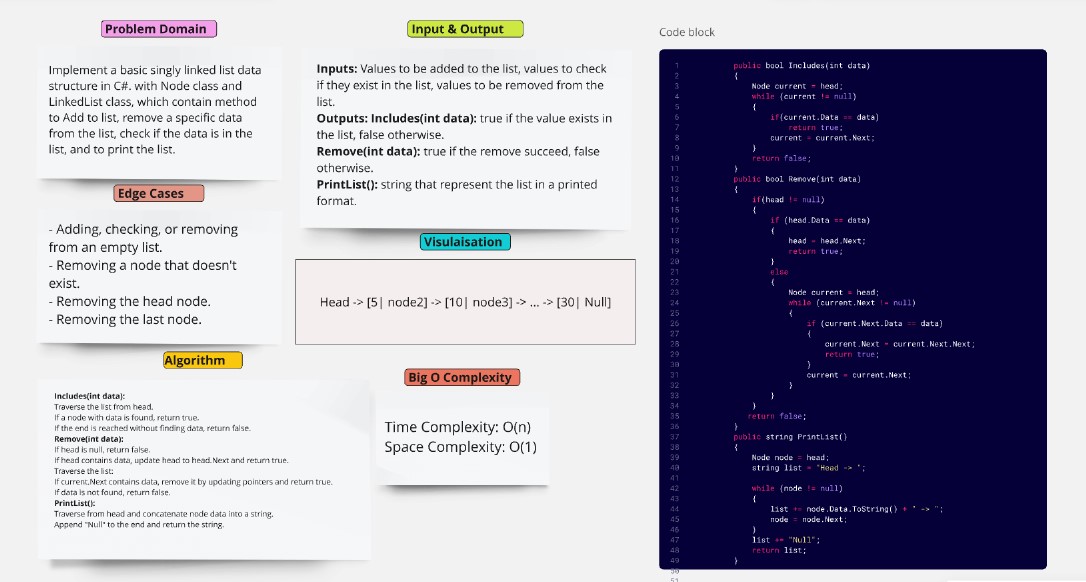 Problem Domain
Implement a basic singly linked list data
structure in C#. with Node class and
LinkedList class, which contain method
to Add to list, remove a specific data
from the list, check if the data is in the
list, and to print the list.
Edge Cases
- Adding, checking, or removing
from an empty list.
- Removing a node that doesn't
exist.
- Removing the head node.
- Removing the last node.
Algorithm
Includes(int data):
Traverse the list from head.
If a node with data is found, return true.
If the end is reached without finding data, return false.
Remove(int data):
If head is null, return false.
If head contains data, update head to head.Next and return true.
Traverse the list:
If current.Next contains data, remove it by updating pointers and return true.
If data is not found, return false.
PrintList():
Traverse from head and concatenate node data into a string.
Append "Null" to the end and return the string.
Input & Output
Inputs: Values to be added to the list, values to check
if they exist in the list, values to be removed from the
list.
Outputs: Includes(int data): true if the value exists in
the list, false otherwise.
Remove(int data): true if the remove succeed, false
otherwise.
PrintList(): string that represent the list in a printed
format.
Visulaisation
Head -> [5| node2] -> [10| node3] -> ... -> [30| Null]
Big O Complexity
Time Complexity: O(n)
Space Complexity: O(1)
Code block
1 public bool Includes(int data)
2 {
3 Node current = head;
4 while (current != null)
5 {
6 if(current.Data == data)
7 return true;
8 current = current.Next;
9 }
10 return false;
11 }
12 public bool Remove(int data)
13 {
14 if(head != null)
15 {
16 if (head.Data == data)
17 {
18 head = head.Next;
19 return true;
20 }
21 else
22 {
23 Node current = head;
24 while (current.Next != null)
25 {
26 if (current.Next.Data == data)
27 {
28 current.Next = current.Next.Next;
29 return true;
30 }
31 current = current.Next;
32 }
33 }
34 }
35 return false;
36 }
37 public string PrintList()
38 {
39 Node node = head;
40 string list = "Head -> ";
41
42 while (node != null)
43 {
44 list += node.Data.ToString() + " -> ";
45 node = node.Next;
46 }
47 list += "Null";
48 return list;
49 }
50
51